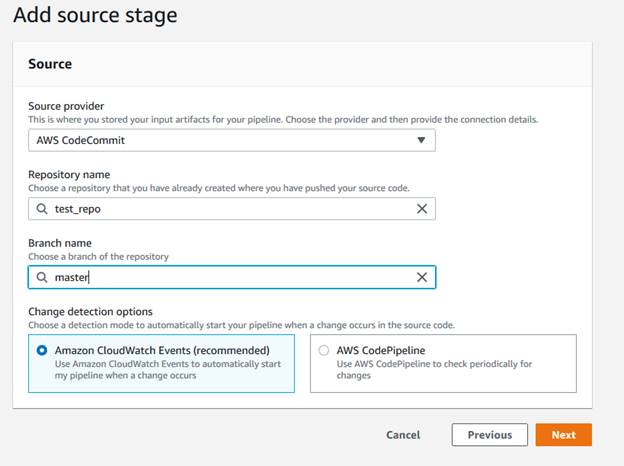 Add source stage
Source
Source provider
This is where you stored your input artifacts for your pipeline. Choose the provider and then provide the connection details.
AWS CodeCommit
Repository name
Choose a repository that you have already created where you have pushed your source code.
test_repo
Branch name
Choose a branch of the repository
master
Change detection options
Choose a detection mode to automatically start your pipeline when a change occurs in the source code.
Amazon CloudWatch Events (recommended)
Use Amazon CloudWatch Events to automatically start
my pipeline when a change occurs
AWS CodePipeline
Use AWS CodePipeline to check periodically for
changes
Cancel
Previous
Next